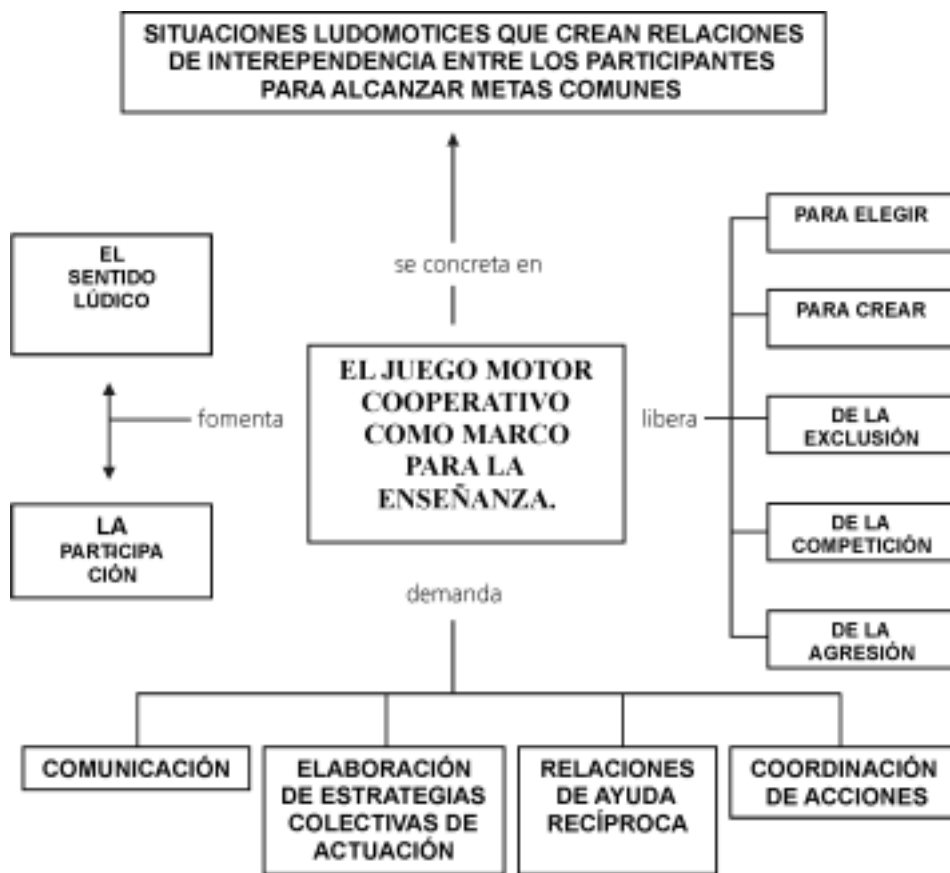 SITUACIONES LUDOMOTICES QUE CREAN RELACIONES
DE INTEREPENDENCIA ENTRE LOS PARTICIPANTES
PARA ALCANZAR METAS COMUNES
se concreta en
EL
SENTIDO
LÚDICO
fomenta
LA
PARTICIPA
CIÓN
EL JUEGO MOTOR
COOPERATIVO
COMO MARCO
PARA LA
ENSEÑANZA.
libera
PARA ELEGIR
PARA CREAR
DE LA
EXCLUSIÓN
DE LA
COMPETICIÓN
DE LA
AGRESIÓN
demanda
COMUNICACIÓN
ELABORACIÓN
DE ESTRATEGIAS
COLECTIVAS DE
ACTUACIÓN
RELACIONES
DE AYUDA
RECÍPROCA
COORDINACIÓN
DE ACCIONES